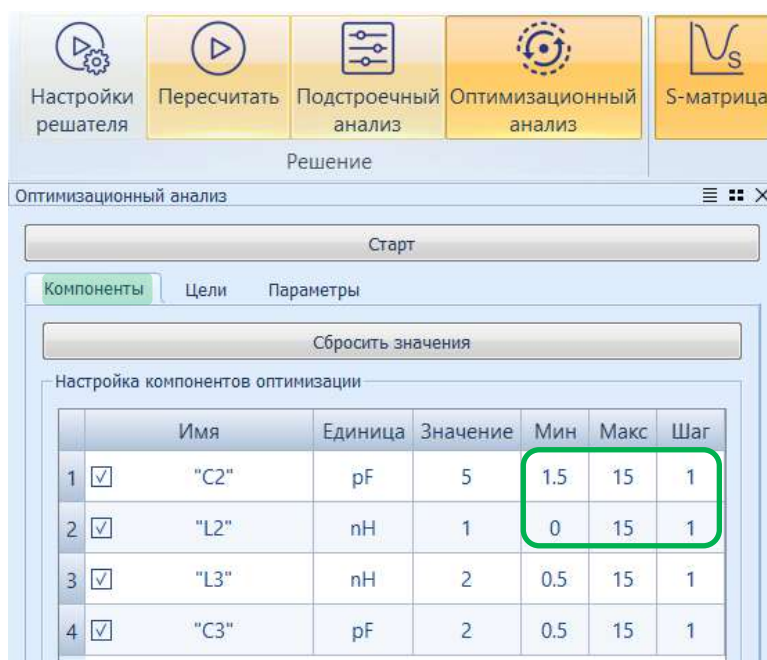 Настройки решателя
Пересчитать
Подстроечный анализ
Оптимизационный анализ
S
S-матрица
Решение
Оптимизационный анализ
Старт
Компоненты Цели Параметры
Сбросить значения
Настройка компонентов оптимизации
Имя Единица Значение Мин Макс Шаг
1 "C2" pF 5 1.5 15 1
2 "L2" nH 1 0 15 1
3 "L3" nH 2 0.5 15 1
4 "C3" pF 2 0.5 15 1